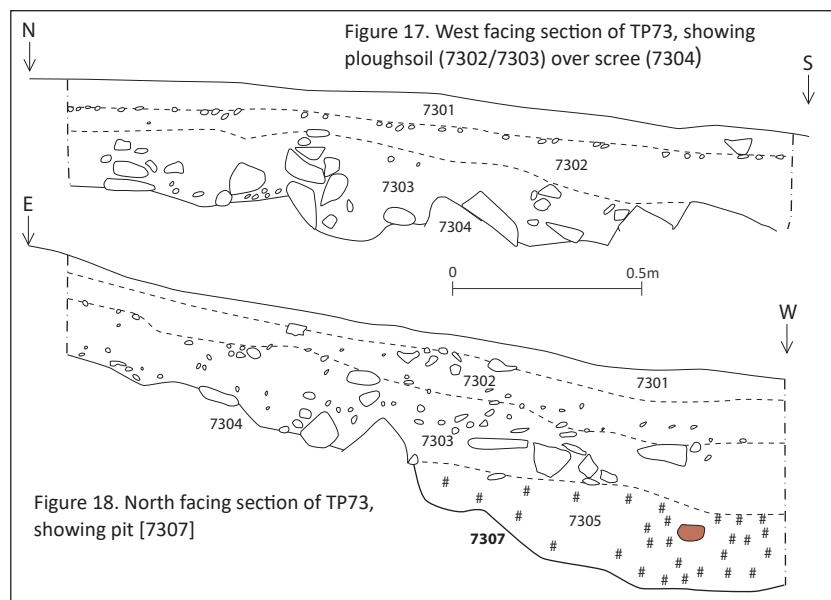 Figure 17. West facing section of TP73, showing
ploughsoil (7302/7303) over scree (7304)
N
S
7301
7302
7303
7304
E
0 0.5m
W
7302
7301
7304
7303
7305
7307
Figure 18. North facing section of TP73,
showing pit [7307]
# # # # # # # # # # # # # # # # # # # # # # # # # # # # # #